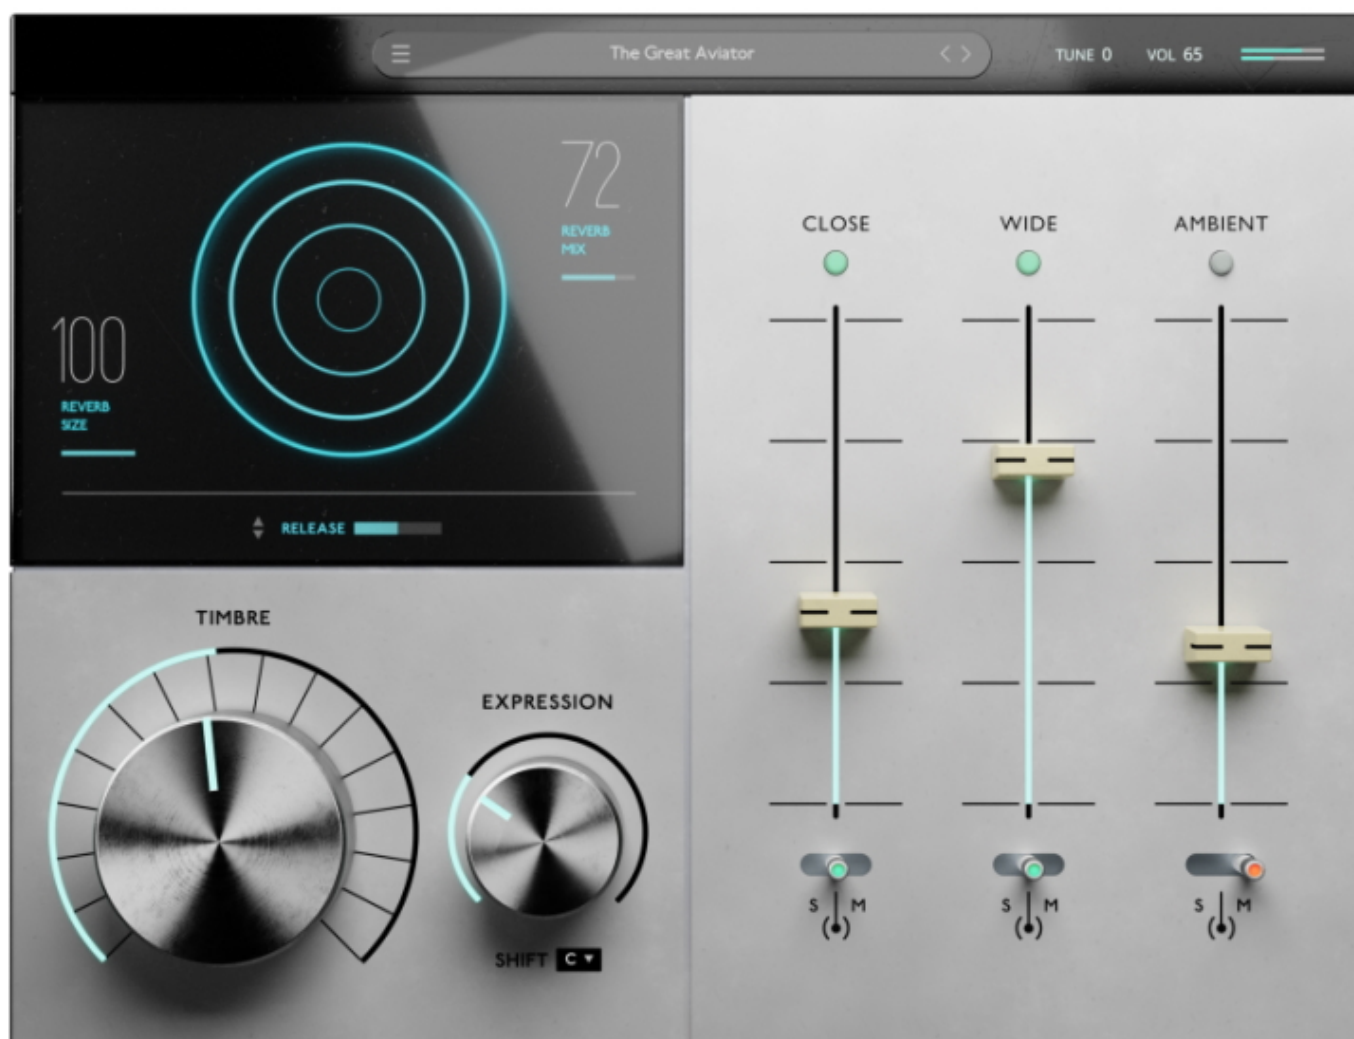 The Great Aviator
TUNE 0
VOL 65
72
REVERB
MIX
100
REVERB
SIZE
RELEASE
TIMBRE
EXPRESSION
SHIFT C
CLOSE
WIDE
AMBIENT
S M
S M
S M